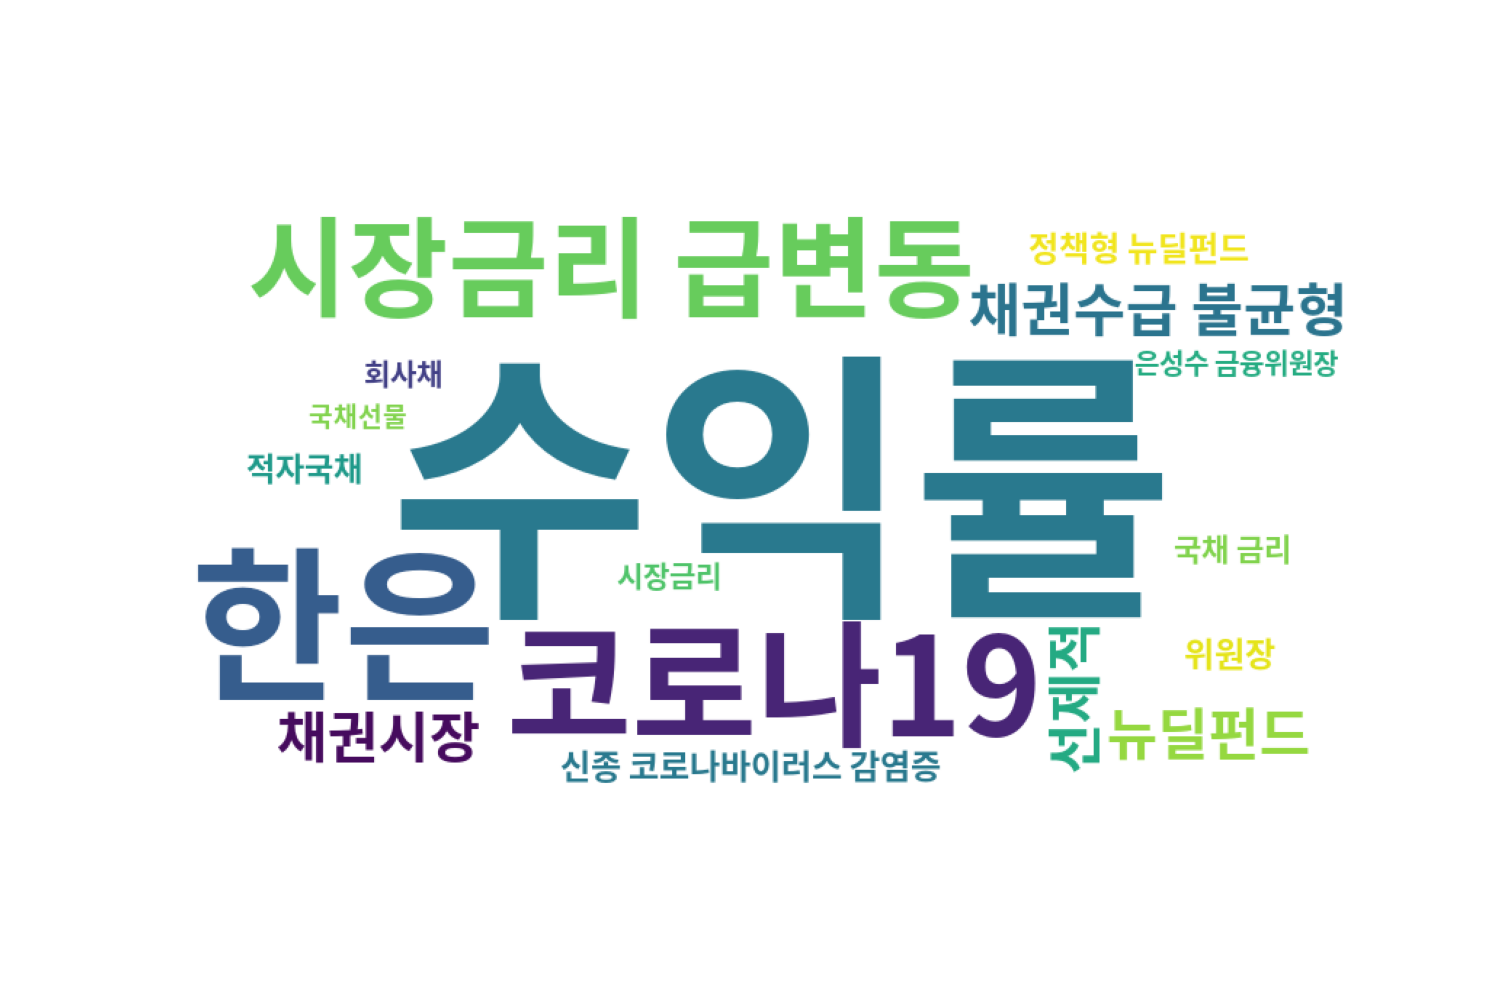 시장금리 급변동
정책형 뉴딜펀드
채권수급 불균형
은성수 금융위원장
회사채
국채선물
적자국채
수익률
국채 금리
한은
시장금리
코로나19
선제적
위원장
채권시장
뉴딜펀드
신종 코로나바이러스 감염증